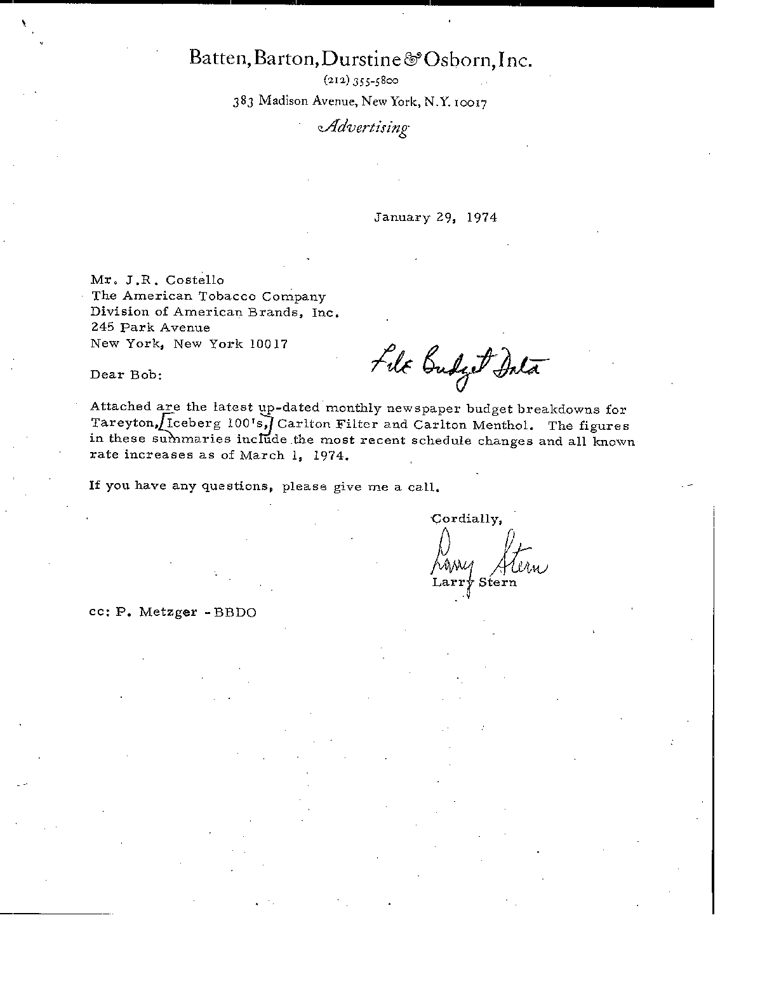 Batten, Barton, Durstine & Osborn, Inc.
(212) 355-5800
383 Madison Avenue, New York, N.Y. 10017
Advertising
January 29, 1974
Mr. J.R. Costello
The American Tobacco Company
Division of American Brands, Inc.
245 Park Avenue
New York, New York 10017
File Budget Data
Dear Bob:
Attached are the latest up-dated monthly newspaper budget breakdowns for
Tareyton, [Iceberg 100's,] Carlton Filter and Carlton Menthol. The figures
in these summaries include the most recent schedule changes and all known
rate increases as of March 1, 1974.
If you have any questions, please give me a call.
Cordially,
Larry Stern
Larry Stern
cc: P. Metzger - BBDO